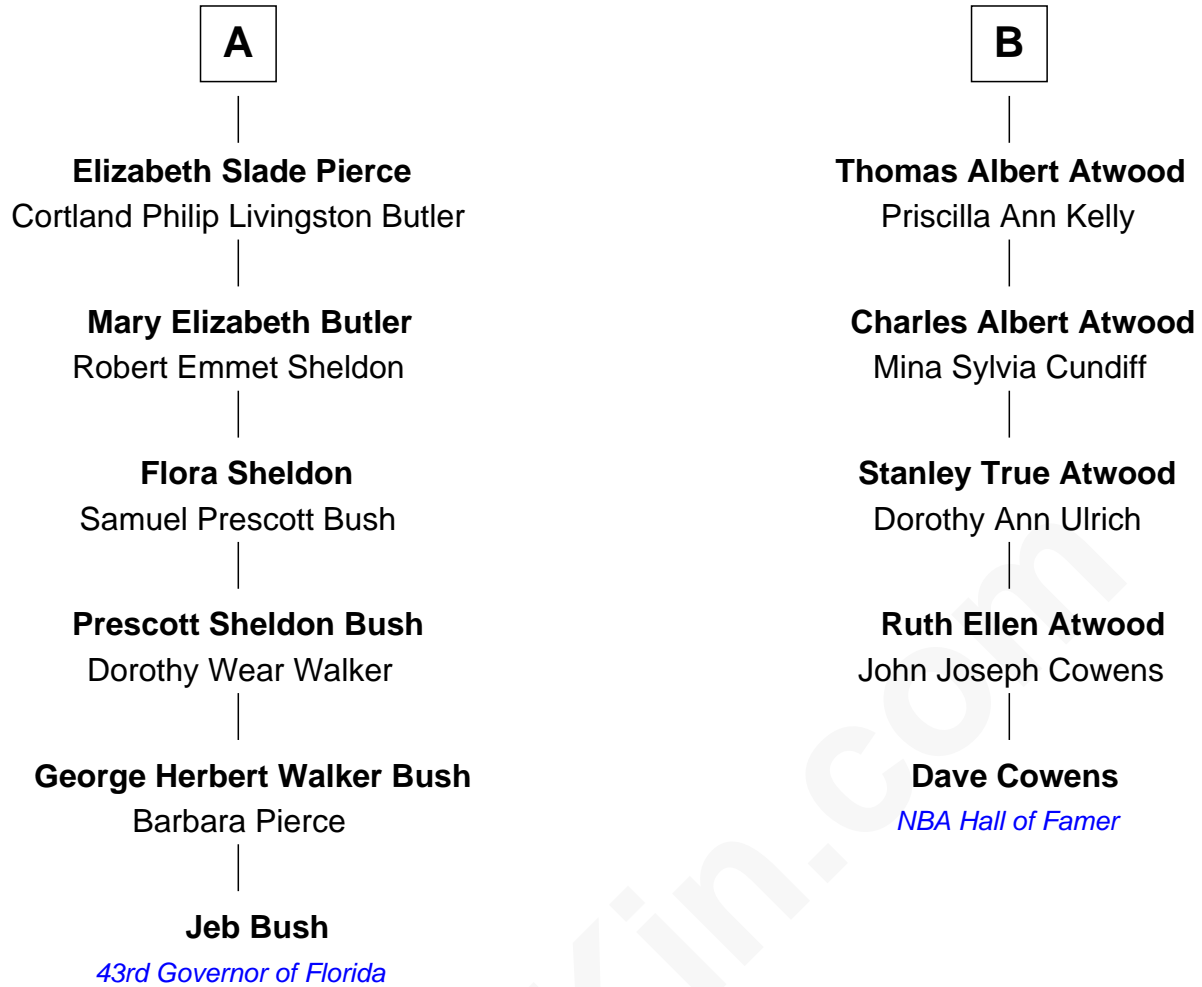 A
Elizabeth Slade Pierce
Cortland Philip Livingston Butler
Mary Elizabeth Butler
Robert Emmet Sheldon
Flora Sheldon
Samuel Prescott Bush
Prescott Sheldon Bush
Dorothy Wear Walker
George Herbert Walker Bush
Barbara Pierce
Jeb Bush
43rd Governor of Florida
B
Thomas Albert Atwood
Priscilla Ann Kelly
Charles Albert Atwood
Mina Sylvia Cundiff
Stanley True Atwood
Dorothy Ann Ulrich
Ruth Ellen Atwood
John Joseph Cowens
Dave Cowens
NBA Hall of Famer
Kin.com